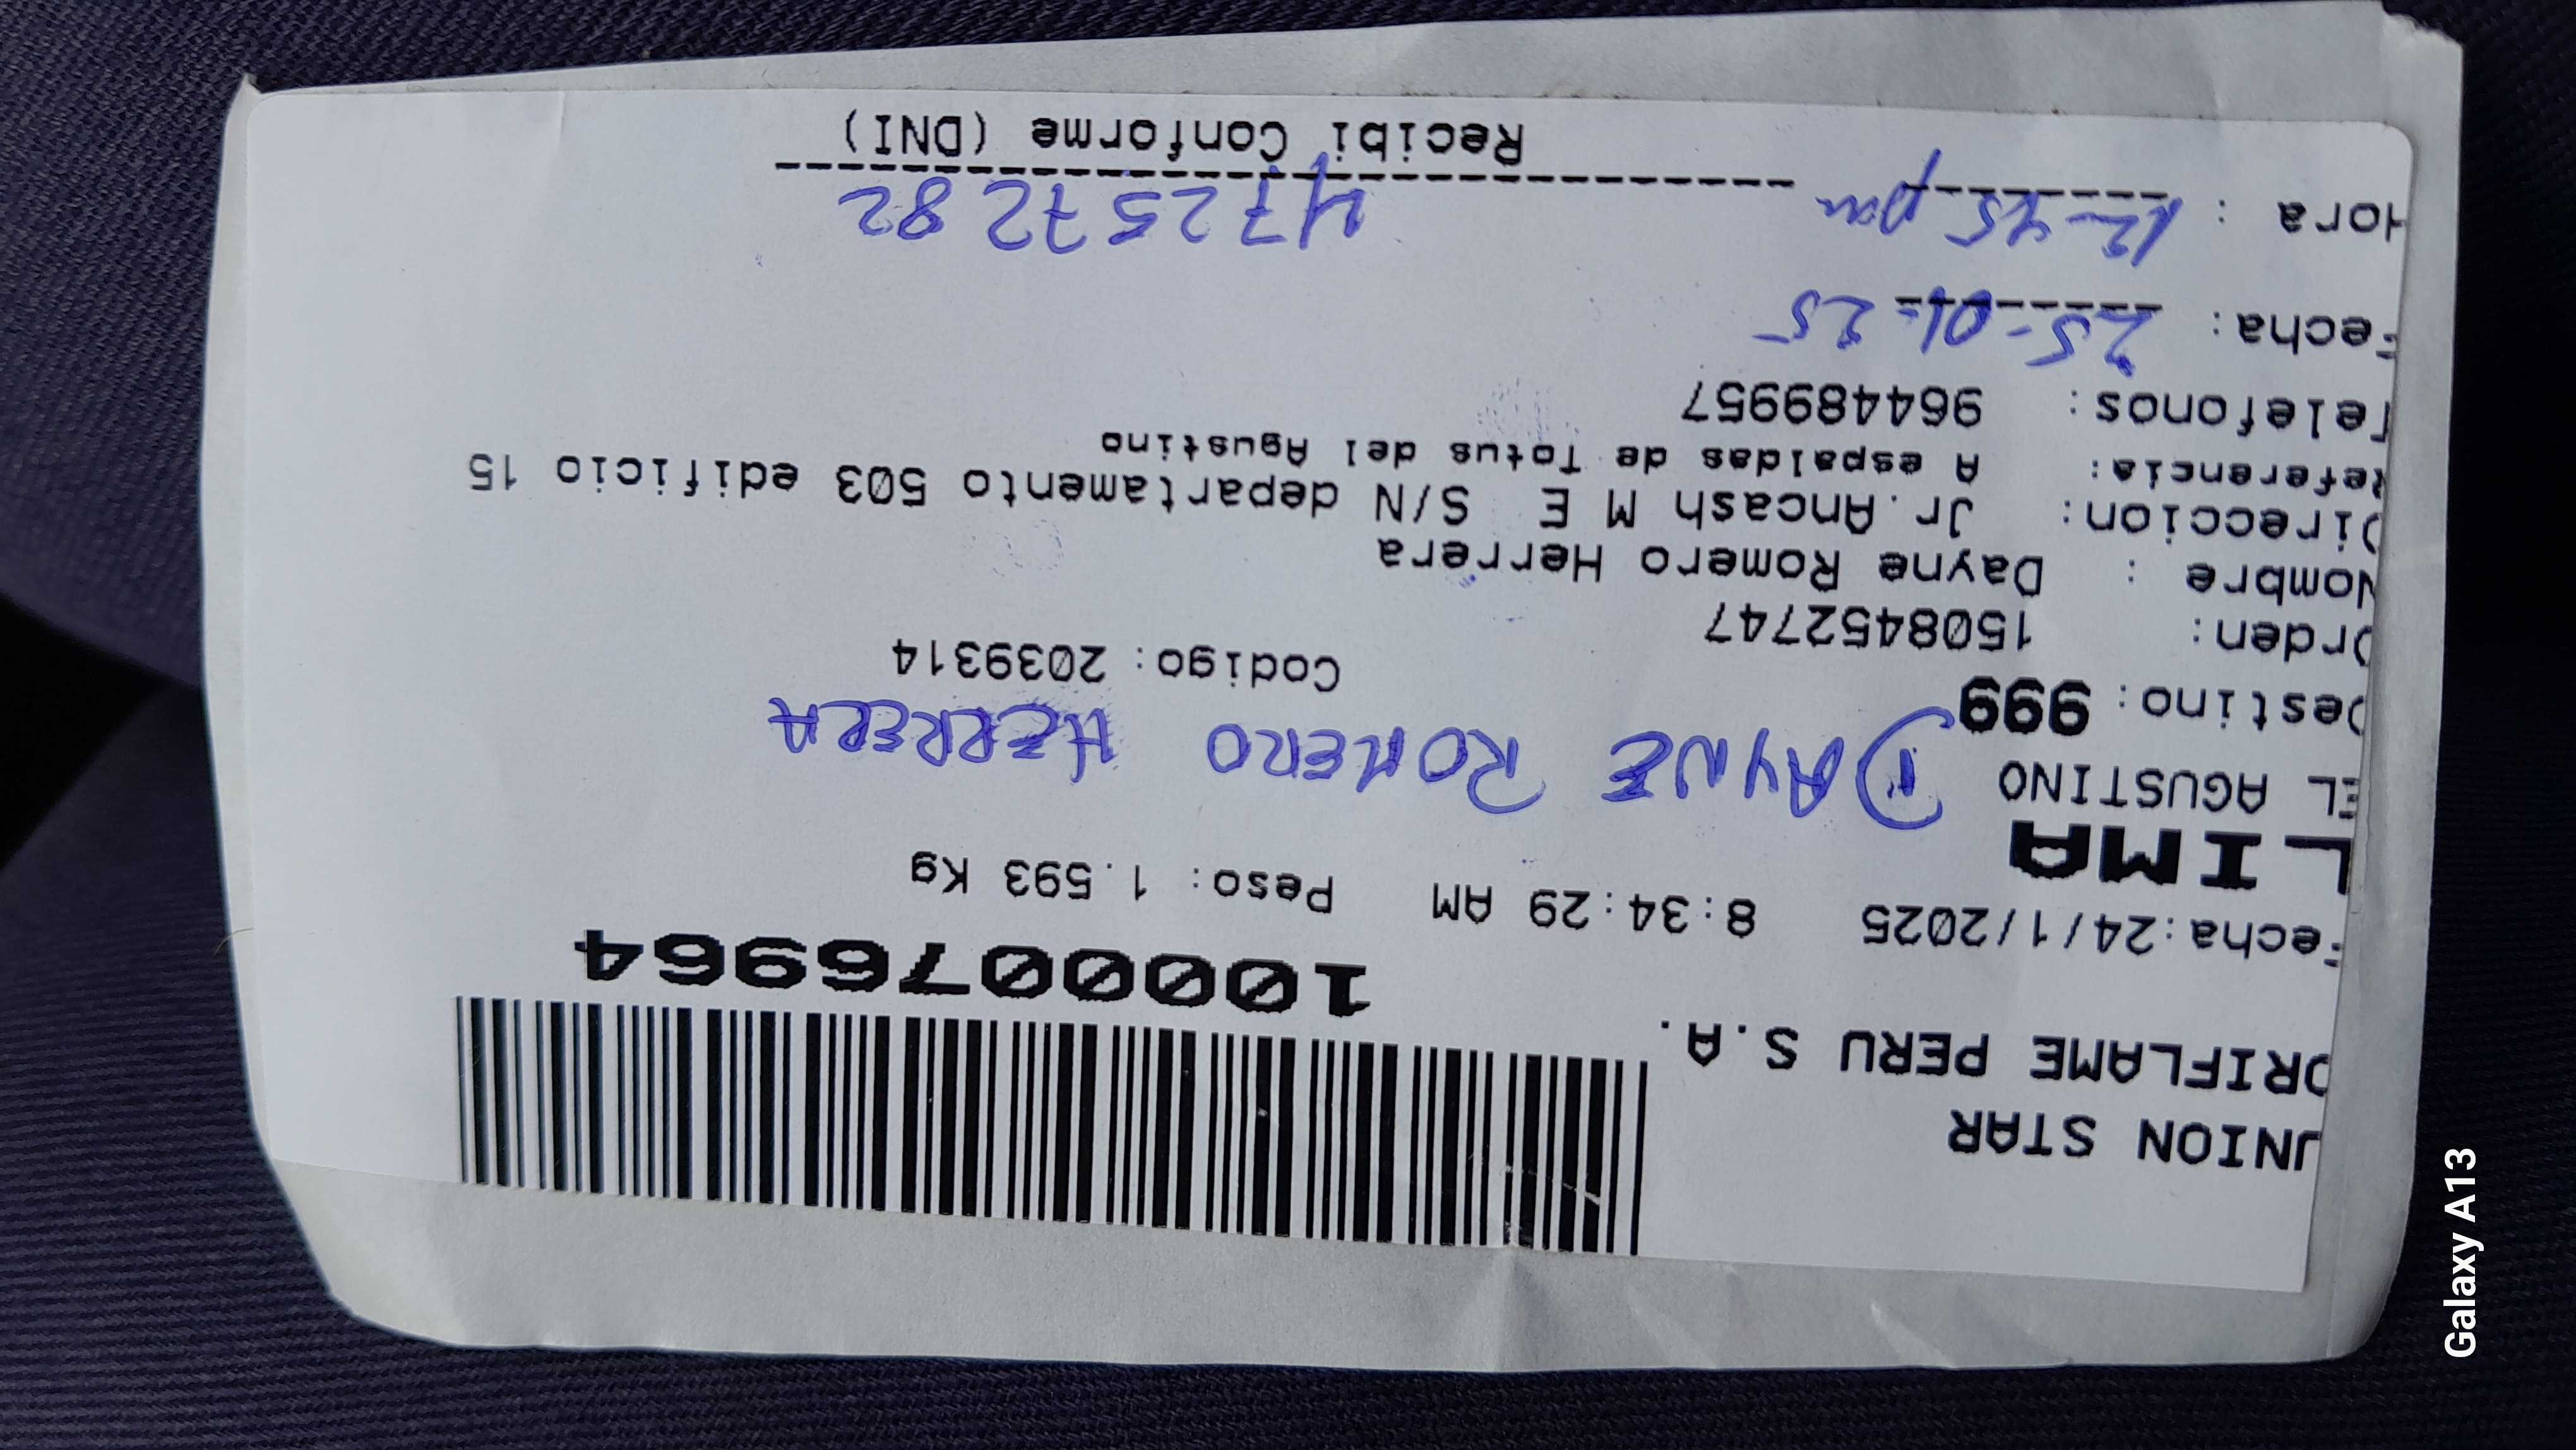 UNION STAR
ORIFLAME PERU S.A.
1000076964
Fecha:24/1/2025 8:34:29 AM Peso: 1.593 Kg
LIMA
EL AGUSTINO
DAYNE ROMERO HERRERA
Destino: 999
Codigo: 2039314
Orden: 1508452747
Nombre : Dayne Romero Herrera
Direccion: Jr.Ancash M E S/N departamento 503 edificio 15
Referencia: A espaldas de Totus del Agustino
Telefonos: 964489957
Fecha: 25-01-25
Hora : 12-45 pm
47257282
Recibi Conforme (DNI)
Galaxy A13